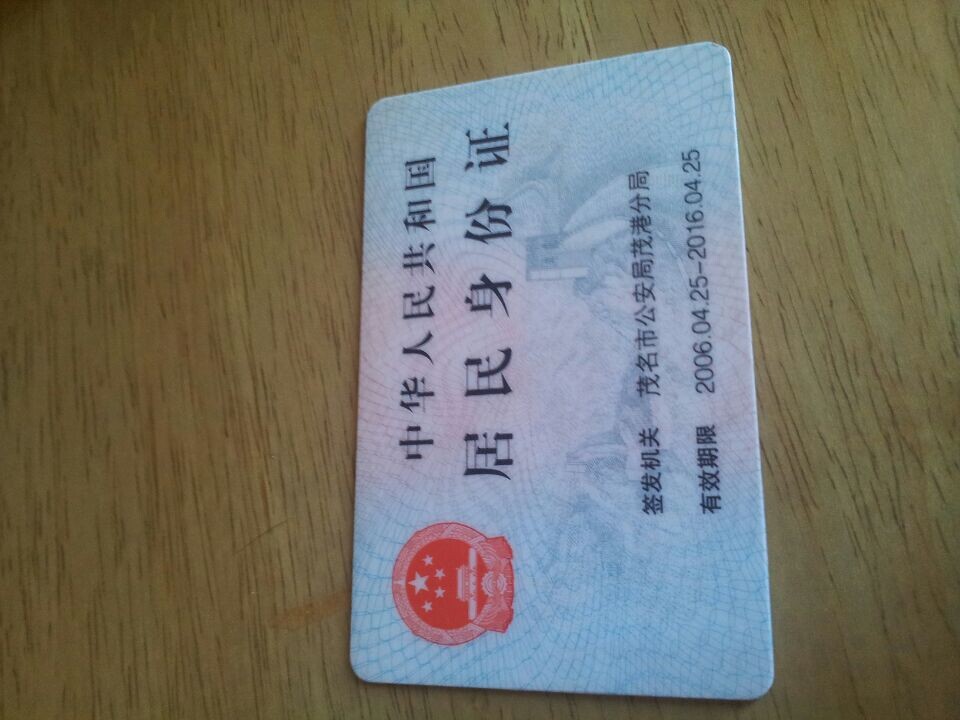 中华人民共和国
居民身份证
签发机关 茂名市公安局茂港分局
有效期限 2006.04.25-2016.04.25